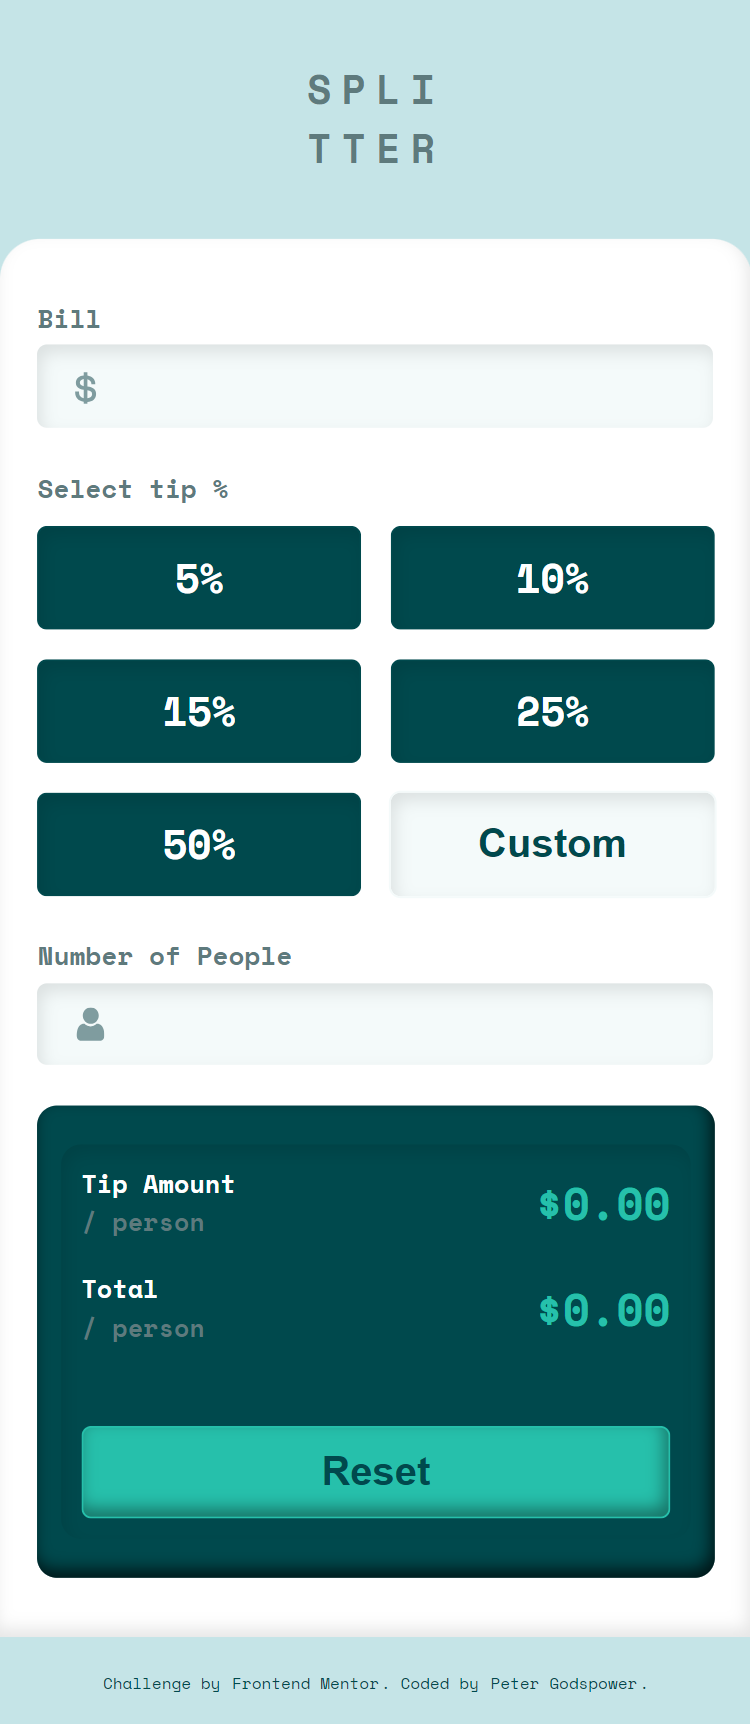 SPLI
TTER
Bill
$
Select tip %
5%
10%
15%
25%
50%
Custom
Number of People
Tip Amount
/ person
$0.00
Total
/ person
$0.00
Reset
Challenge by Frontend Mentor. Coded by Peter Godspower.